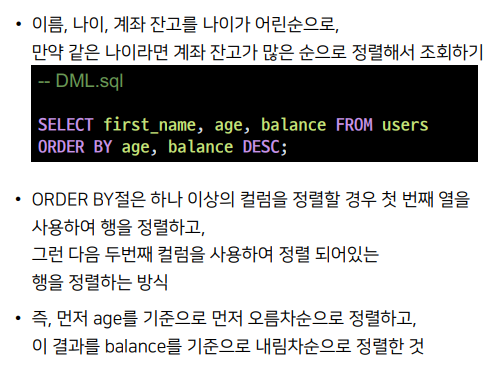 • 이름, 나이, 계좌 잔고를 나이가 어린순으로,
만약 같은 나이라면 계좌 잔고가 많은 순으로 정렬해서 조회하기
-- DML.sql
SELECT first_name, age, balance FROM users
ORDER BY age, balance DESC;
• ORDER BY절은 하나 이상의 컬럼을 정렬할 경우 첫 번째 열을
사용하여 행을 정렬하고,
그런 다음 두번째 컬럼을 사용하여 정렬 되어있는
행을 정렬하는 방식
• 즉, 먼저 age를 기준으로 먼저 오름차순으로 정렬하고,
이 결과를 balance를 기준으로 내림차순으로 정렬한 것